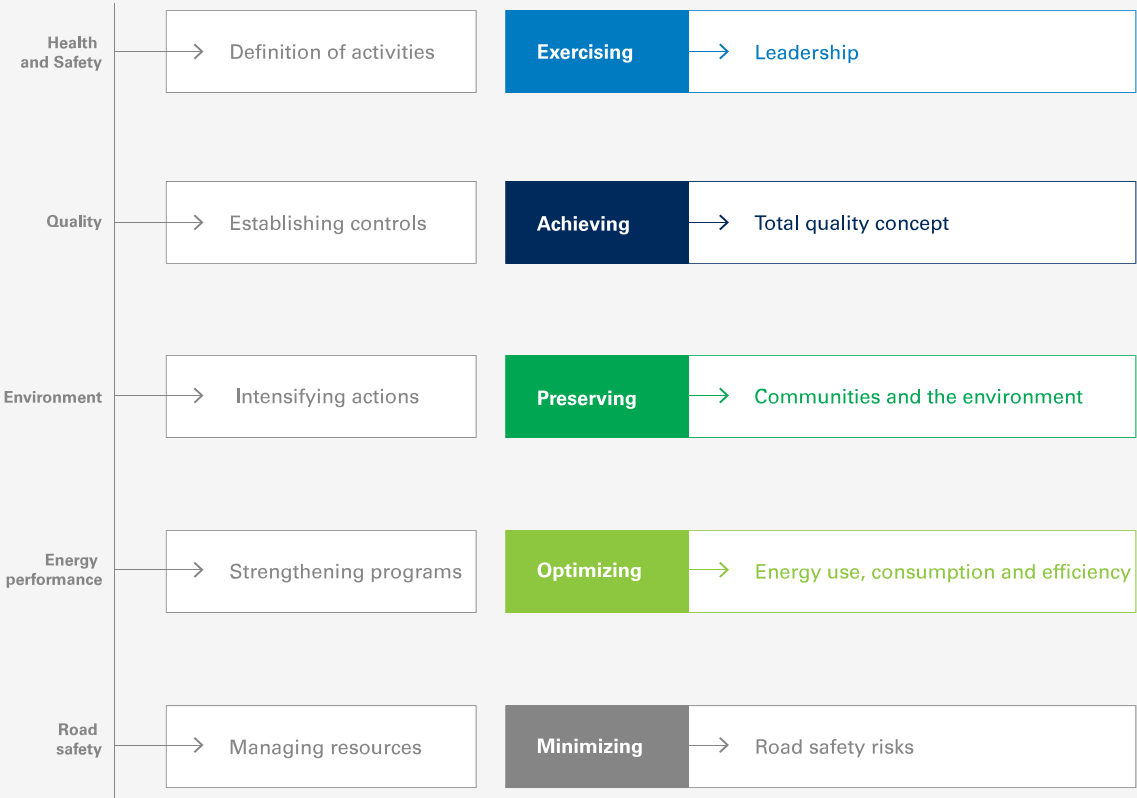 Health
and Safety
Definition of activities
Exercising
Leadership
Quality
Establishing controls
Achieving
Total quality concept
Environment
Intensifying actions
Preserving
Communities and the environment
Energy
performance
Strengthening programs
Optimizing
Energy use, consumption and efficiency
Road
safety
Managing resources
Minimizing
Road safety risks